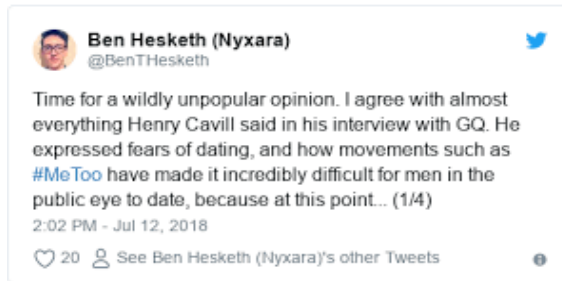 Ben Hesketh (Nyxara)
@BenTHesketh
Time for a wildly unpopular opinion. I agree with almost
everything Henry Cavill said in his interview with GQ. He
expressed fears of dating, and how movements such as
#MeToo have made it incredibly difficult for men in the
public eye to date, because at this point... (1/4)
2:02 PM - Jul 12, 2018
20 See Ben Hesketh (Nyxara)'s other Tweets